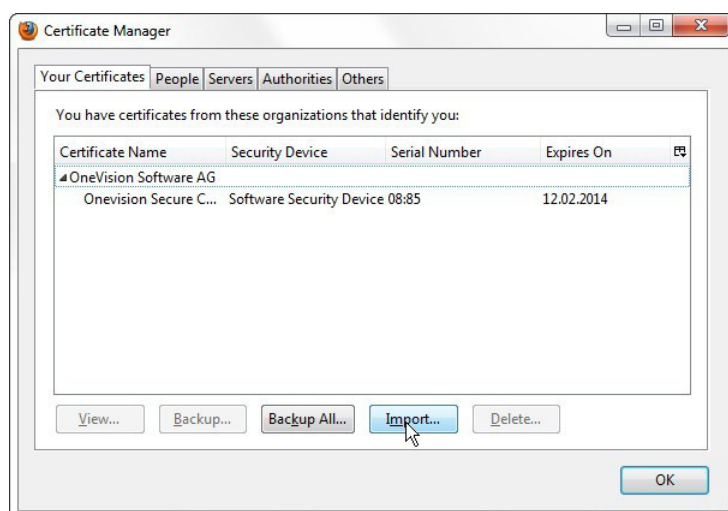 Certificate Manager
Your Certificates People Servers Authorities Others
You have certificates from these organizations that identify you:
Certificate Name Security Device Serial Number Expires On
OneVision Software AG
Onevision Secure C... Software Security Device 08:85 12.02.2014
View... Backup... Backup All... Import... Delete...
OK